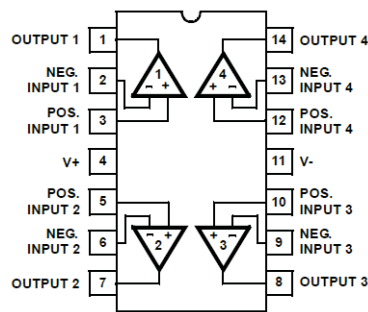 OUTPUT 1
1
14
OUTPUT 4
NEG.
INPUT 1
2
- +
1
4
- +
13
NEG.
INPUT 4
POS.
INPUT 1
3
12
POS.
INPUT 4
V+
4
11
V-
POS.
INPUT 2
5
10
POS.
INPUT 3
NEG.
INPUT 2
6
- +
2
3
- +
9
NEG.
INPUT 3
OUTPUT 2
7
8
OUTPUT 3